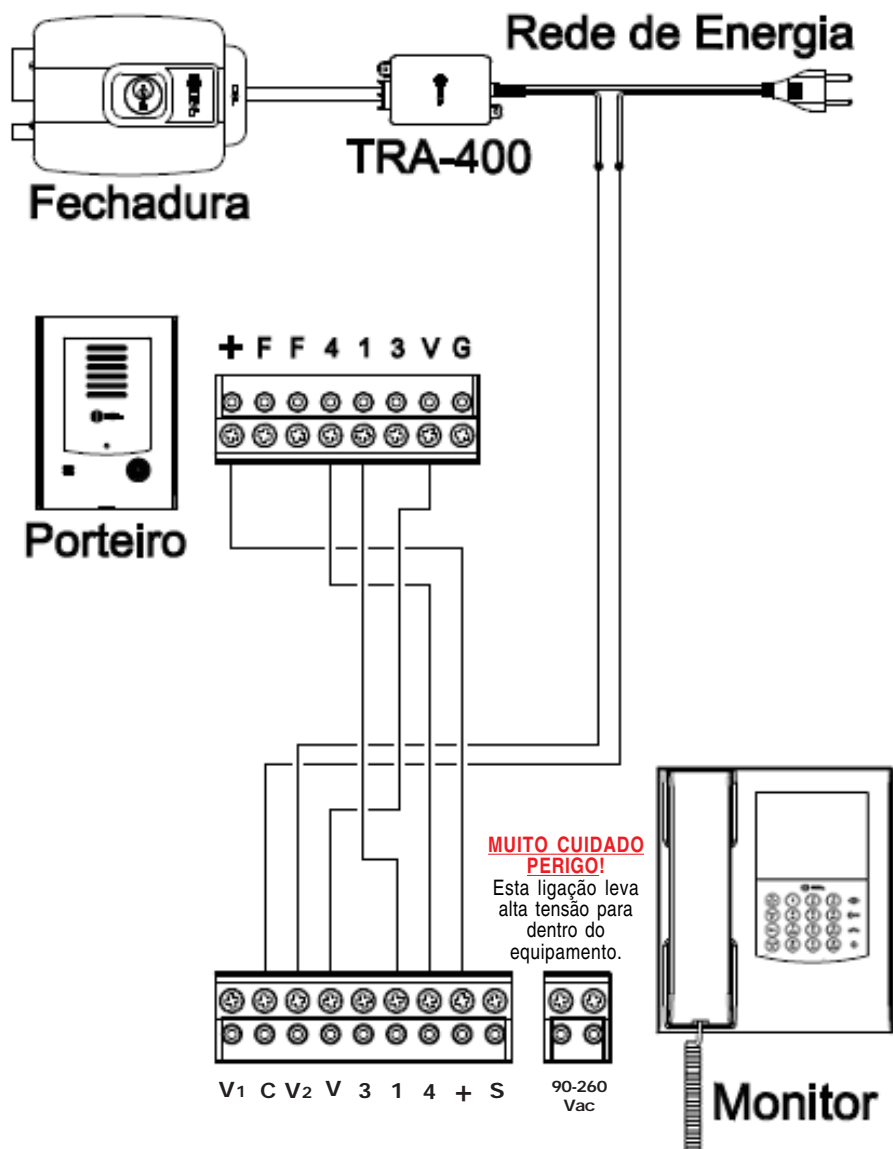 Rede de Energia
TRA-400
Fechadura
+ F F 4 1 3 V G
Porteiro
MUITO CUIDADO
PERIGO!
Esta ligação leva
alta tensão para
dentro do
equipamento.
V1 C V2 V 3 1 4 + S
90-260
Vac
Monitor